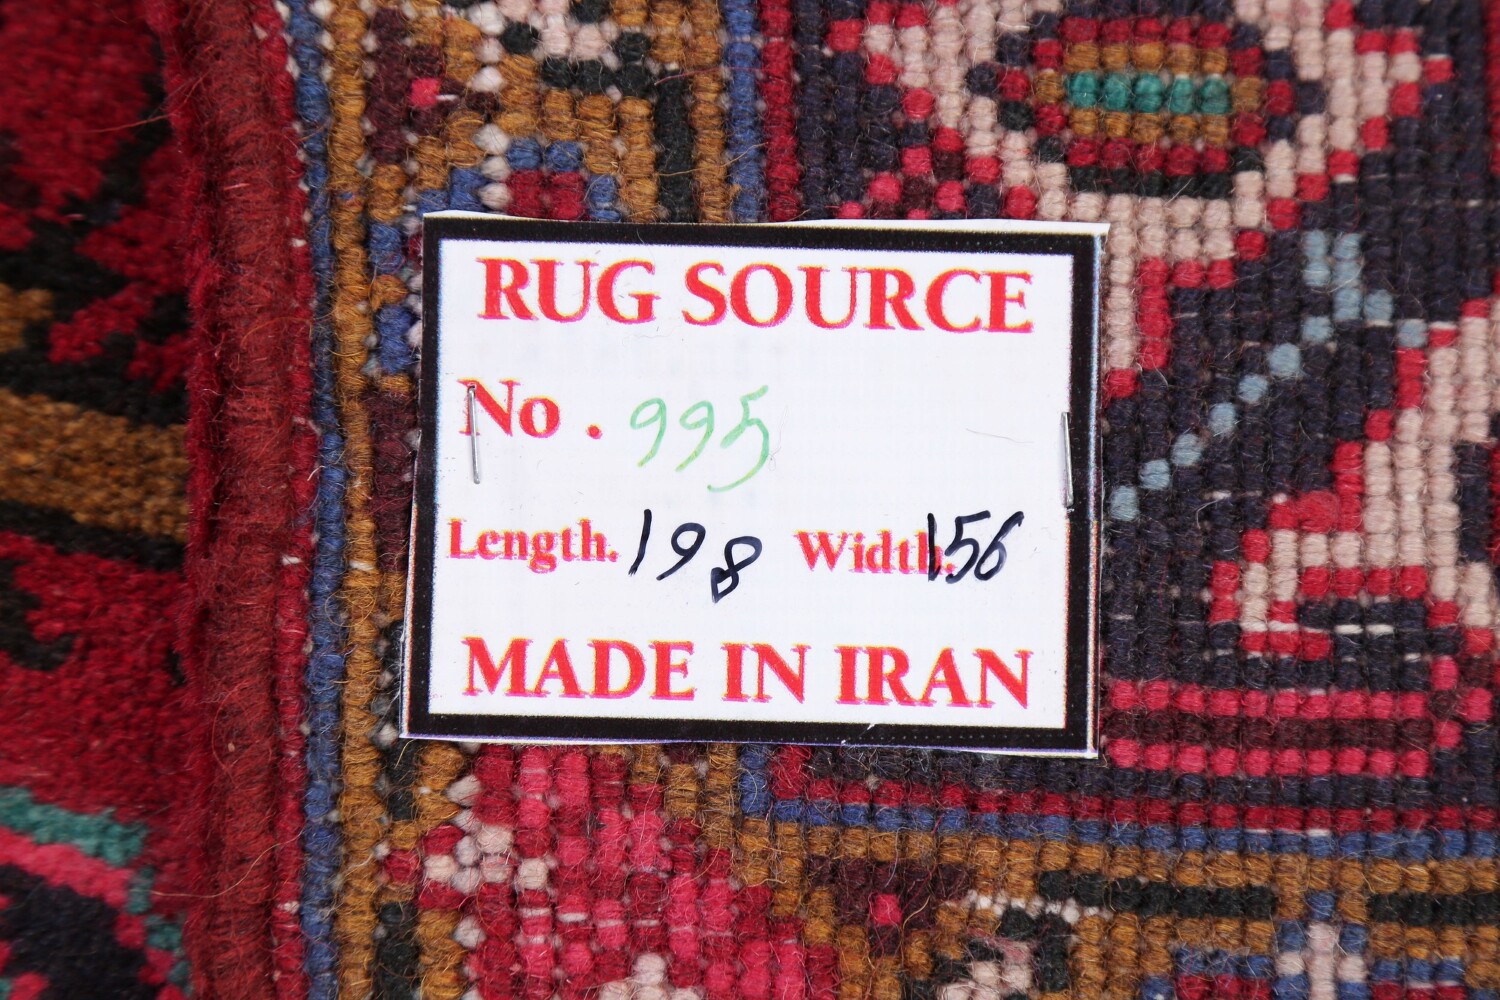 RUG SOURCE
No . 995
Length. 198 Width. 156
MADE IN IRAN